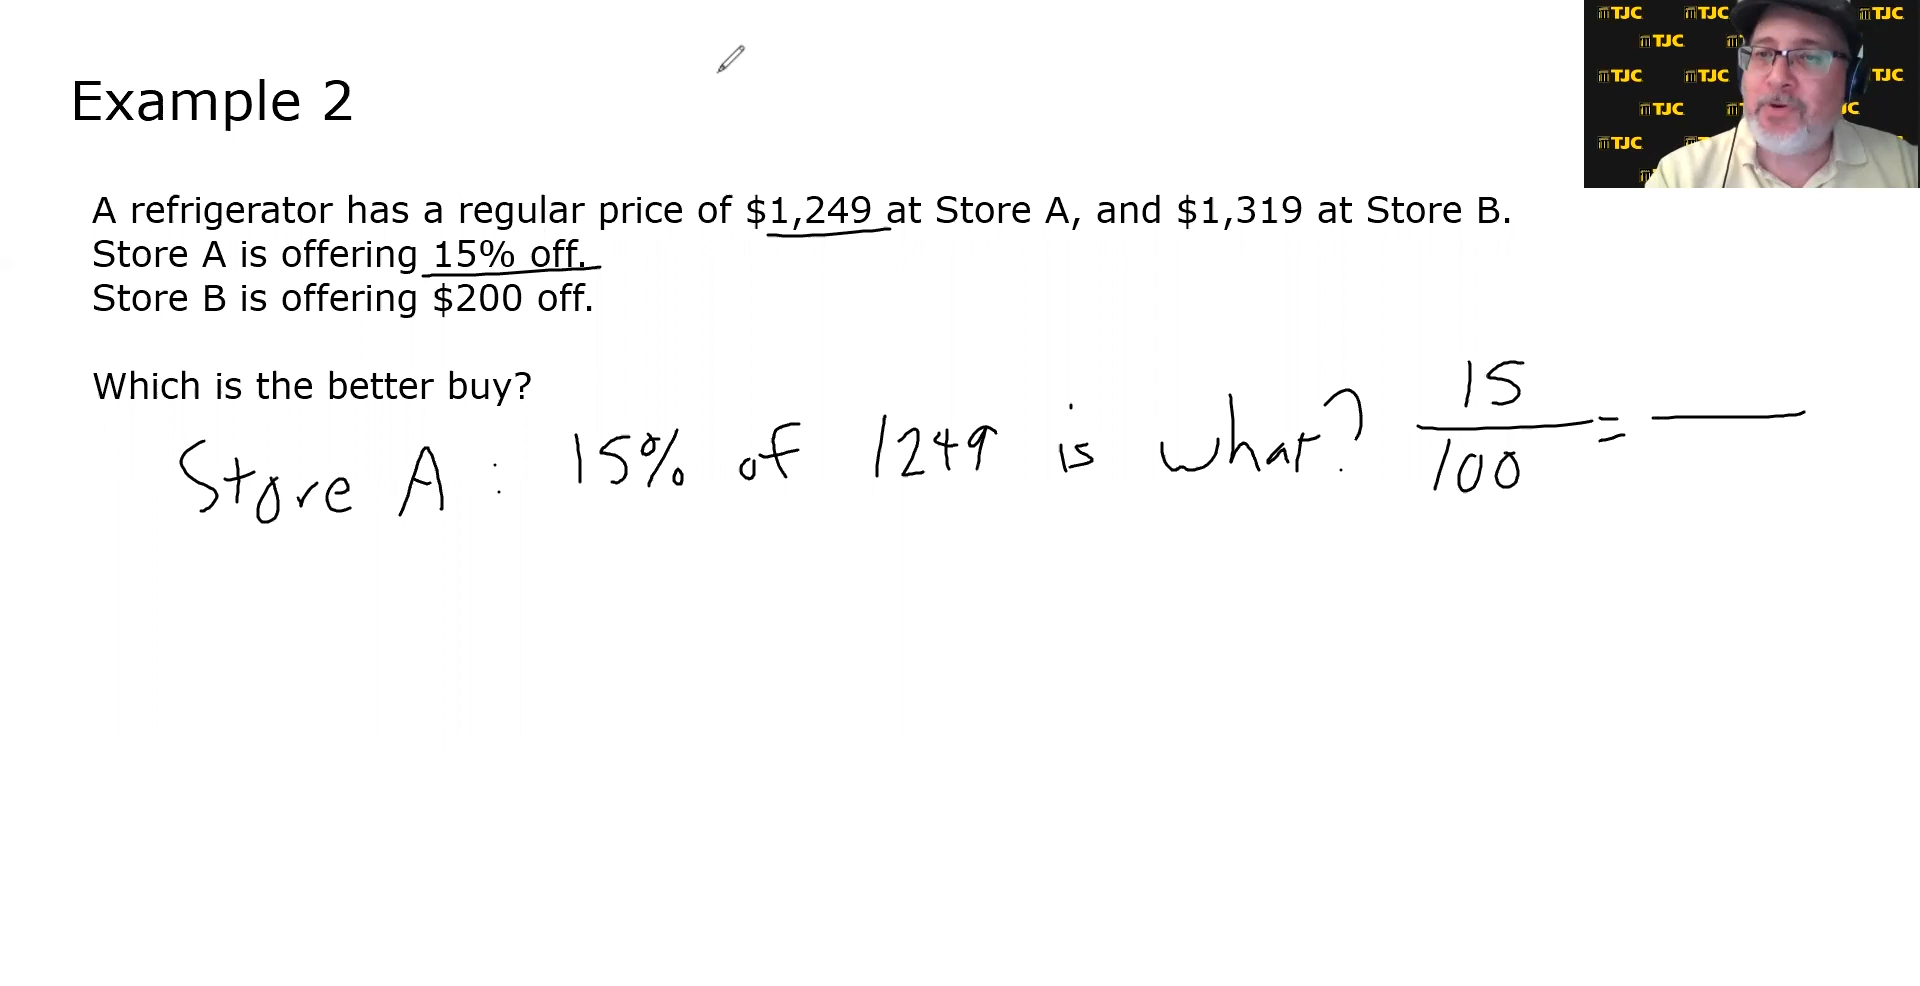 TJC TJC TJC
TJC
TJC TJC TJC
TJC
TJC
Example 2
A refrigerator has a regular price of $1,249 at Store A, and $1,319 at Store B.
Store A is offering 15% off.
Store B is offering $200 off.
Which is the better buy?
Store A : 15% of 1249 is what? 15/100 =